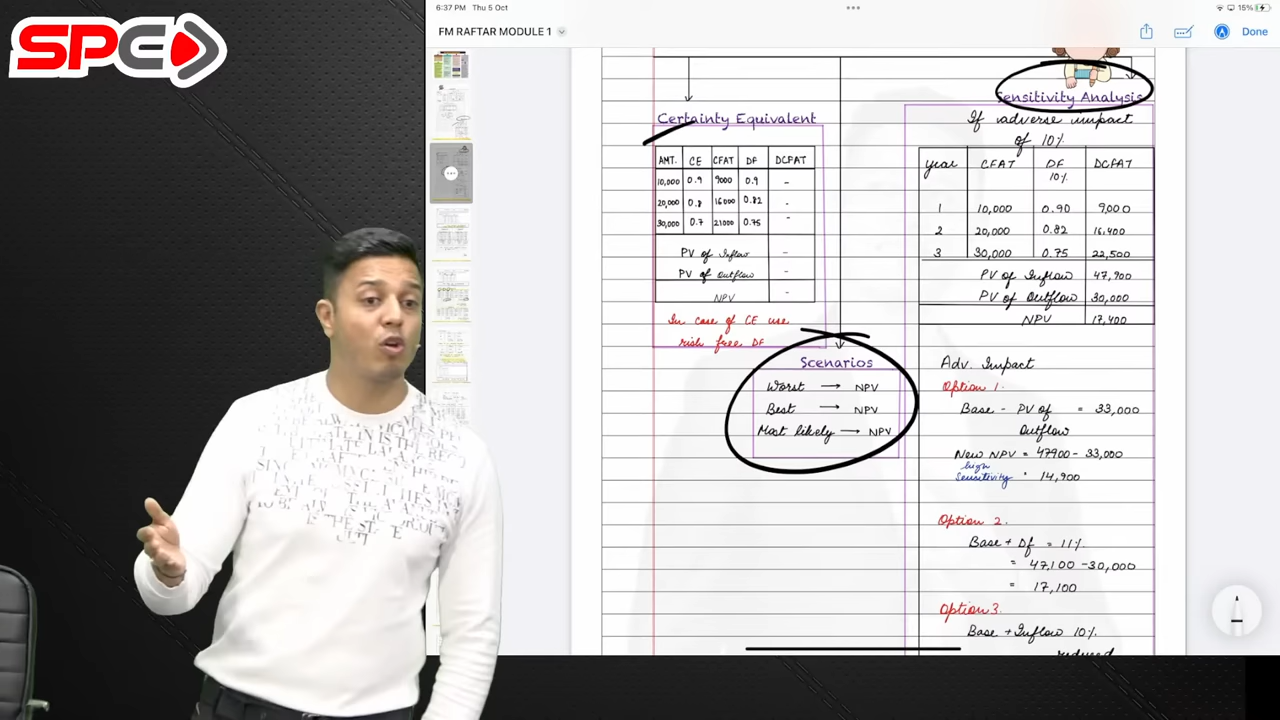 SPED
6:37 PM Thu 5 Oct
15%
FM RAFTAR MODULE 1
Done
Certainty Equivalent
AMT. CE CFAT DF DCFAT
10,000 0.9 9000 0.9 -
20,000 0.8 16000 0.82 -
30,000 0.7 21000 0.75 -
PV of Inflow -
PV of Outflow
NPV -
In case of CE use
risk free DF
Scenarios
Worst → NPV
Best → NPV
Most likely → NPV
Sensitivity Analysis
If adverse impact
of 10%
year CFAT DF DCFAT
10%
1 10,000 0.90 9,000
2 20,000 0.82 16,400
3 30,000 0.75 22,500
PV of Inflow 47,900
PV of Outflow 30,000
NPV 17,400
Adv. Impact
Option 1.
Base - PV of = 33,000
Outflow
New NPV = 47900 - 33,000
high
Sensitivity = 14,900
Option 2.
Base + Df = 11%
= 47,100 - 30,000
= 17,100
Option 3.
Base + Inflow 10%
reduced